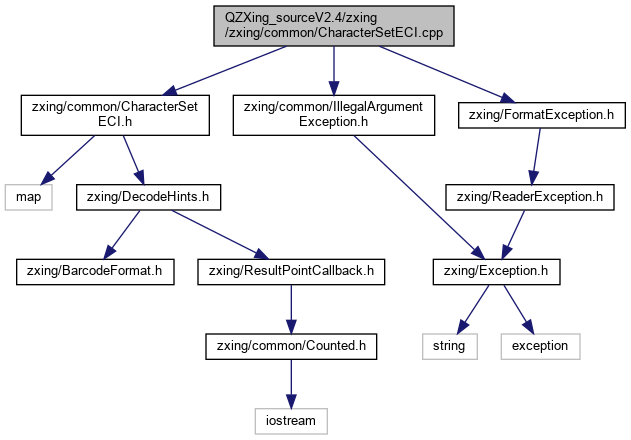 QZXing_sourceV2.4/zxing
/zxing/common/CharacterSetECI.cpp
zxing/common/CharacterSet
ECI.h
zxing/common/IllegalArgument
Exception.h
zxing/FormatException.h
map
zxing/DecodeHints.h
zxing/ReaderException.h
zxing/BarcodeFormat.h
zxing/ResultPointCallback.h
zxing/Exception.h
zxing/common/Counted.h
string
exception
iostream